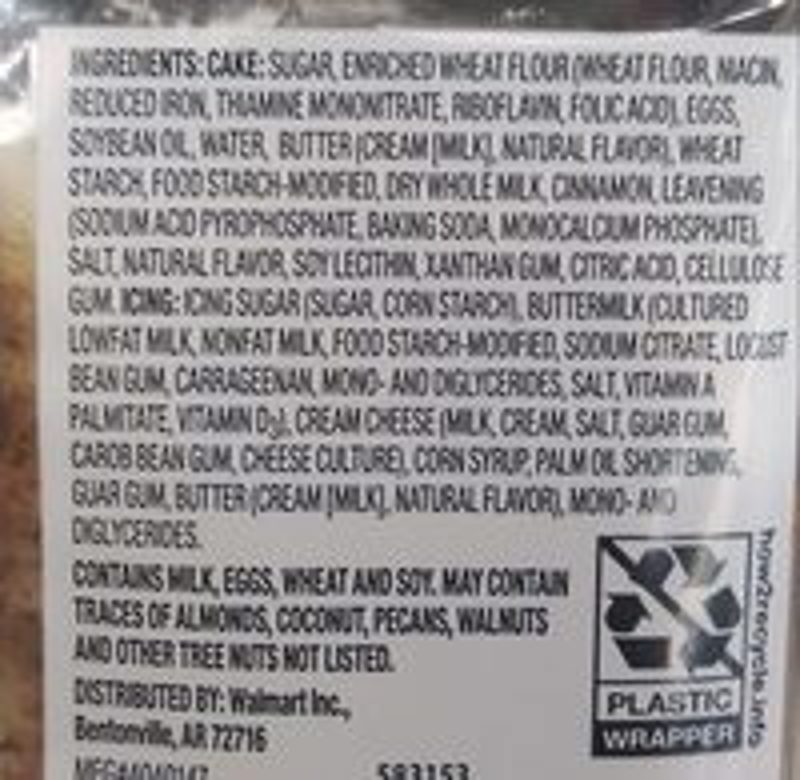 INGREDIENTS: CAKE: SUGAR, ENRICHED WHEAT FLOUR (WHEAT FLOUR, NIACIN,
REDUCED IRON, THIAMINE MONONITRATE, RIBOFLAVIN, FOLIC ACID), EGGS,
SOYBEAN OIL, WATER, BUTTER (CREAM [MILK], NATURAL FLAVOR), WHEAT
STARCH, FOOD STARCH-MODIFIED, DRY WHOLE MILK, CINNAMON, LEAVENING
(SODIUM ACID PYROPHOSPHATE, BAKING SODA, MONOCALCIUM PHOSPHATE),
SALT, NATURAL FLAVOR, SOY LECITHIN, XANTHAN GUM, CITRIC ACID, CELLULOSE
GUM. ICING: ICING SUGAR (SUGAR, CORN STARCH), BUTTERMILK (CULTURED
LOWFAT MILK, NONFAT MILK, FOOD STARCH-MODIFIED, SODIUM CITRATE, LOCUST
BEAN GUM, CARRAGEENAN, MONO- AND DIGLYCERIDES, SALT, VITAMIN A
PALMITATE, VITAMIN D3), CREAM CHEESE (MILK, CREAM, SALT, GUAR GUM,
CAROB BEAN GUM, CHEESE CULTURE), CORN SYRUP, PALM OIL SHORTENING,
GUAR GUM, BUTTER (CREAM [MILK], NATURAL FLAVOR), MONO- AND
DIGLYCERIDES.
CONTAINS MILK, EGGS, WHEAT AND SOY. MAY CONTAIN
TRACES OF ALMONDS, COCONUT, PECANS, WALNUTS
AND OTHER TREE NUTS NOT LISTED.
DISTRIBUTED BY: Walmart Inc.,
Bentonville, AR 72716
583153
PLASTIC
WRAPPER
how2recycle.info